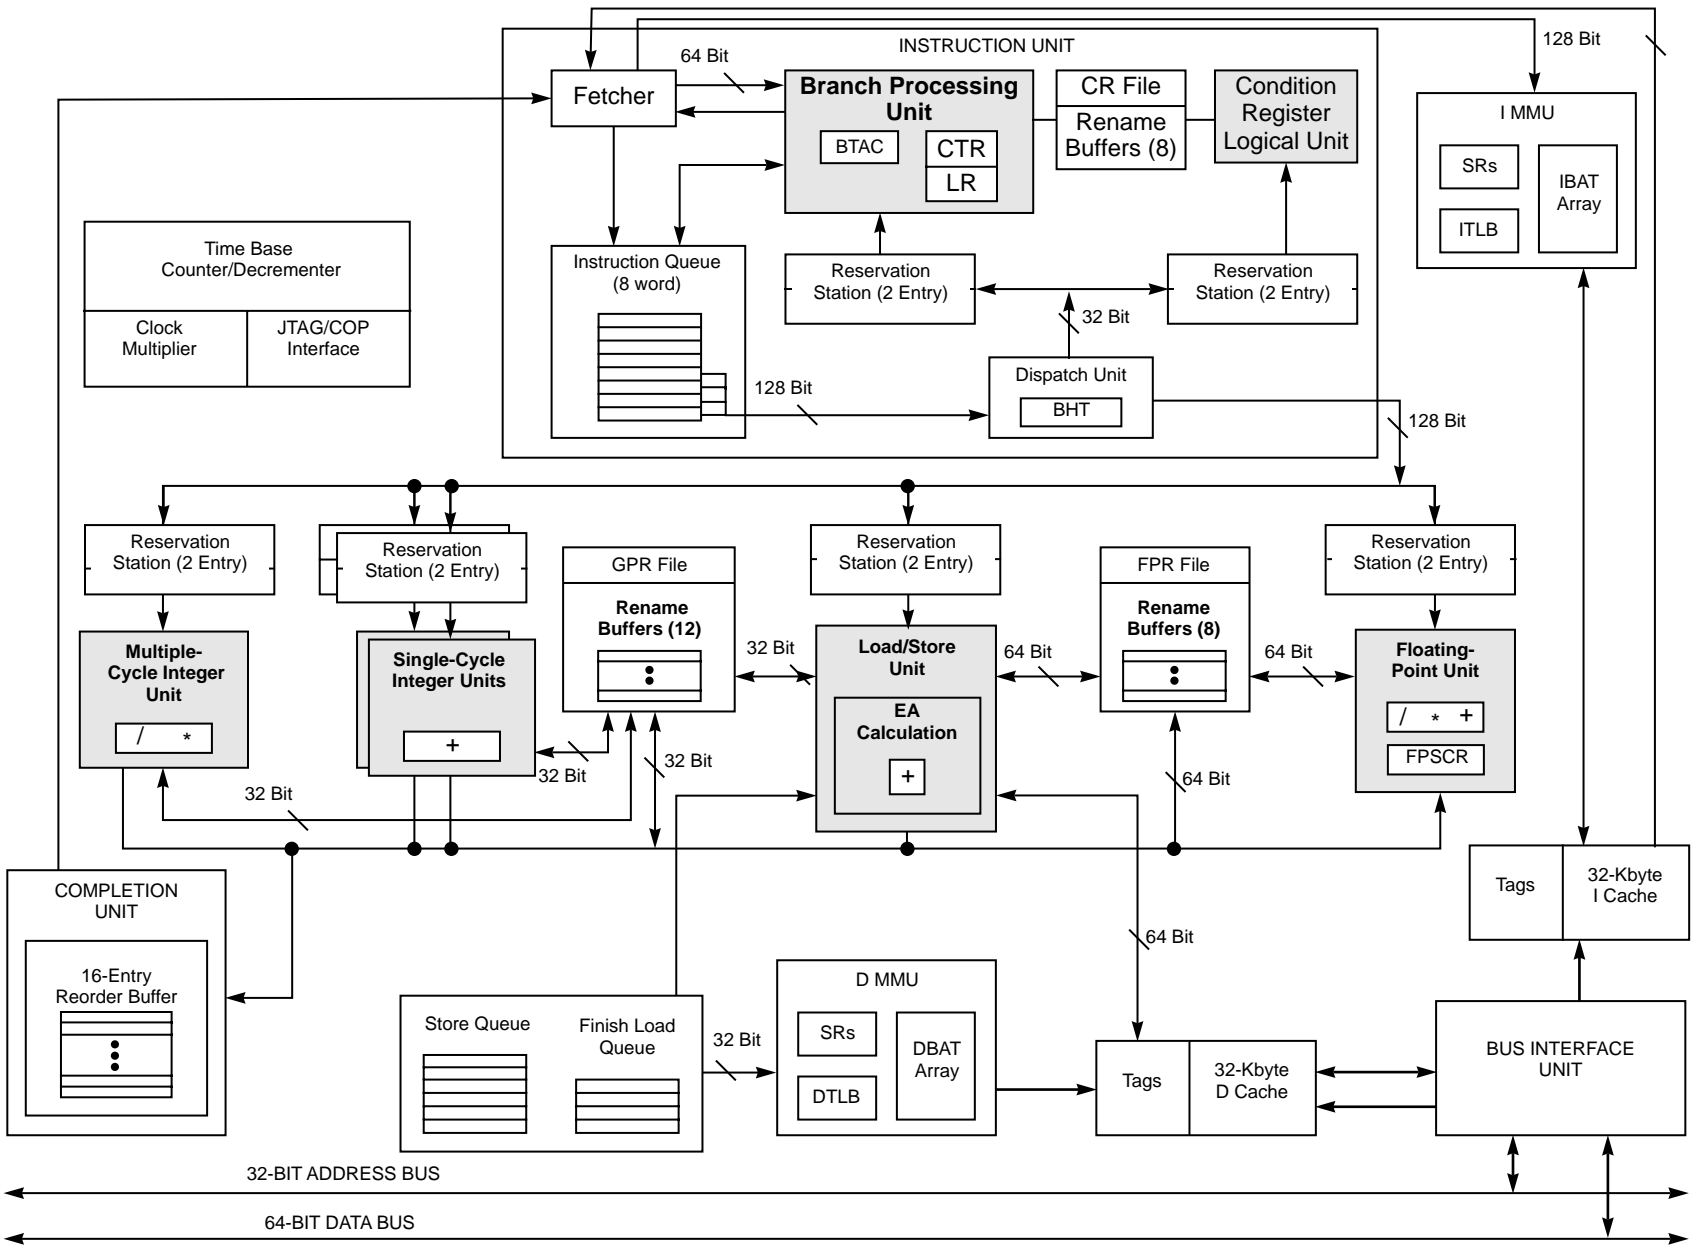 128 Bit
INSTRUCTION UNIT
64 Bit
Fetcher
Branch Processing
Unit
BTAC
CTR
LR
CR File
Rename
Buffers (8)
Condition
Register
Logical Unit
I MMU
SRs
ITLB
IBAT
Array
Time Base
Counter/Decrementer
Clock
Multiplier
JTAG/COP
Interface
Instruction Queue
(8 word)
Reservation
Station (2 Entry)
Reservation
Station (2 Entry)
32 Bit
128 Bit
Dispatch Unit
BHT
128 Bit
Reservation
Station (2 Entry)
Reservation
Station (2 Entry)
GPR File
Rename
Buffers (12)
Reservation
Station (2 Entry)
FPR File
Rename
Buffers (8)
Reservation
Station (2 Entry)
Multiple-
Cycle Integer
Unit
/ *
Single-Cycle
Integer Units
+
32 Bit
Load/Store
Unit
EA
Calculation
+
64 Bit
64 Bit
Floating-
Point Unit
/ * +
FPSCR
32 Bit
32 Bit
32 Bit
64 Bit
COMPLETION
UNIT
16-Entry
Reorder Buffer
Tags
32-Kbyte
I Cache
64 Bit
Store Queue
Finish Load
Queue
32 Bit
D MMU
SRs
DTLB
DBAT
Array
Tags
32-Kbyte
D Cache
BUS INTERFACE
UNIT
32-BIT ADDRESS BUS
64-BIT DATA BUS